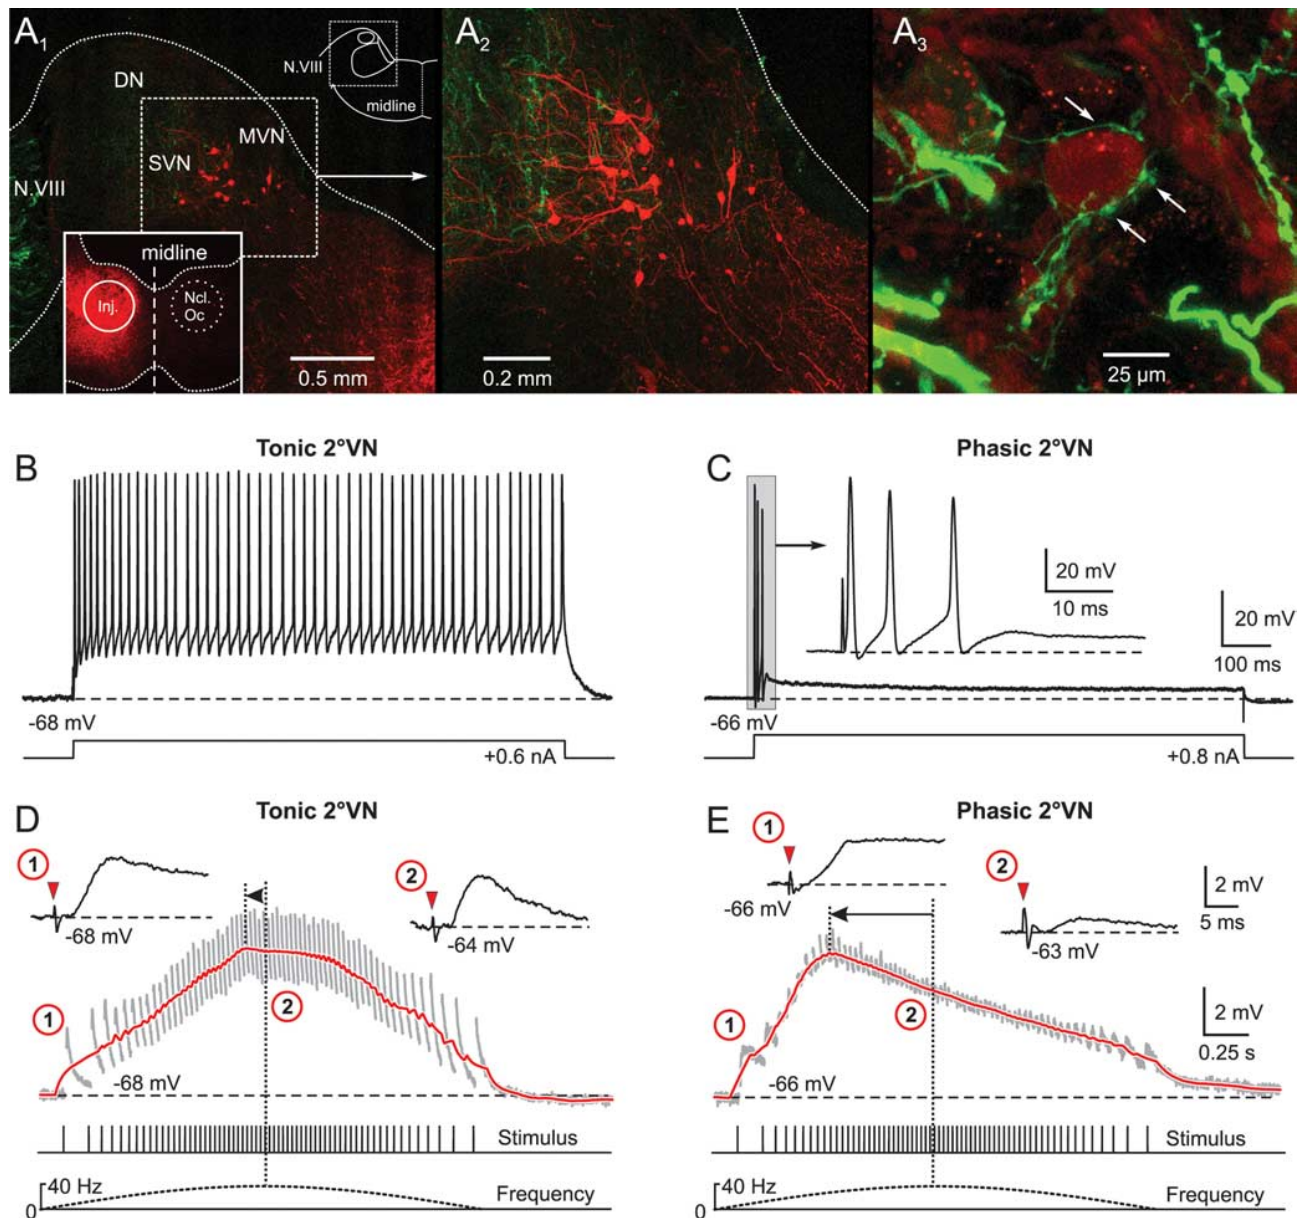 A1
DN
N.VIII
midline
MVN
SVN
N.VIII
midline
Inj.
Ncl.
Oc
0.5 mm
A2
0.2 mm
A3
25 µm
B
Tonic 2°VN
-68 mV
+0.6 nA
C
Phasic 2°VN
20 mV
10 ms
20 mV
100 ms
-66 mV
+0.8 nA
D
Tonic 2°VN
1
-68 mV
2
-64 mV
1
2
-68 mV
Stimulus
40 Hz
0
Frequency
E
Phasic 2°VN
1
-66 mV
2
-63 mV
2 mV
5 ms
1
2
2 mV
0.25 s
-66 mV
Stimulus
40 Hz
0
Frequency